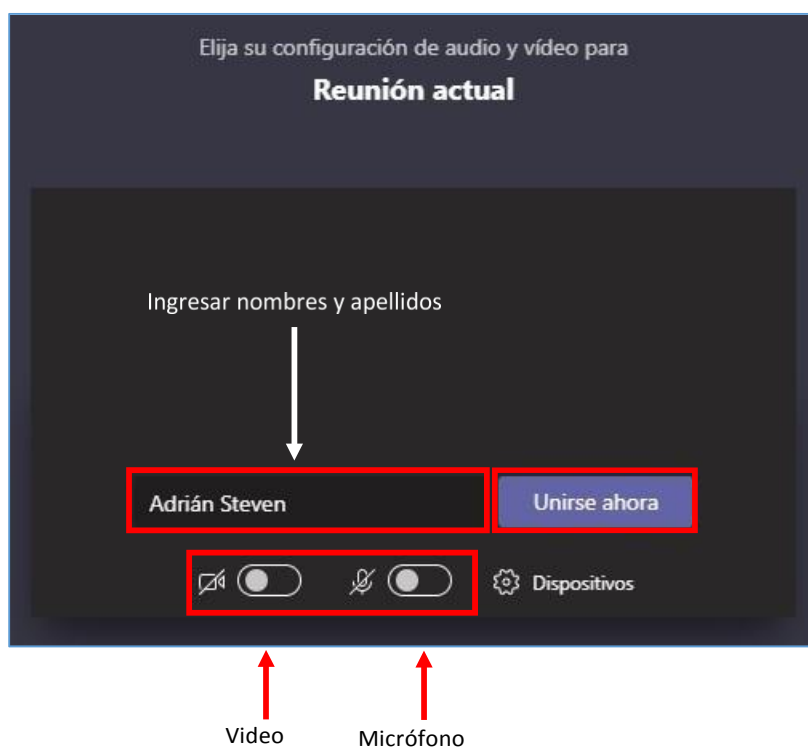 Elija su configuración de audio y vídeo para
Reunión actual
Ingresar nombres y apellidos
Adrián Steven
Unirse ahora
Dispositivos
Video
Micrófono